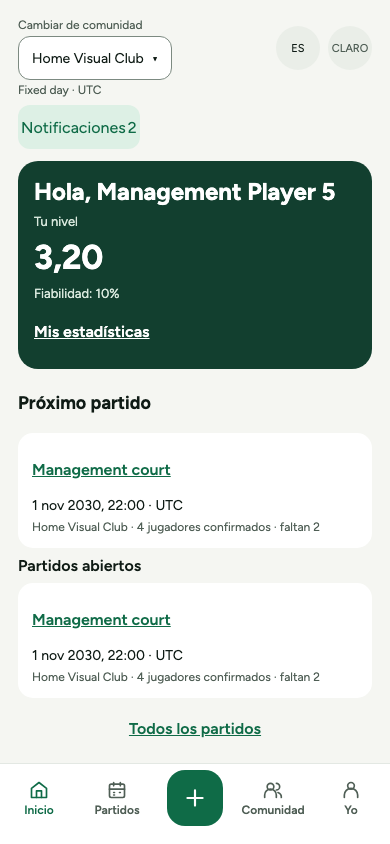 Cambiar de comunidad
Home Visual Club
ES
CLARO
Fixed day · UTC
Notificaciones 2
Hola, Management Player 5
Tu nivel
3,20
Fiabilidad: 10%
Mis estadísticas
Próximo partido
Management court
1 nov 2030, 22:00 · UTC
Home Visual Club · 4 jugadores confirmados · faltan 2
Partidos abiertos
Management court
1 nov 2030, 22:00 · UTC
Home Visual Club · 4 jugadores confirmados · faltan 2
Todos los partidos
Inicio
Partidos
Comunidad
Yo